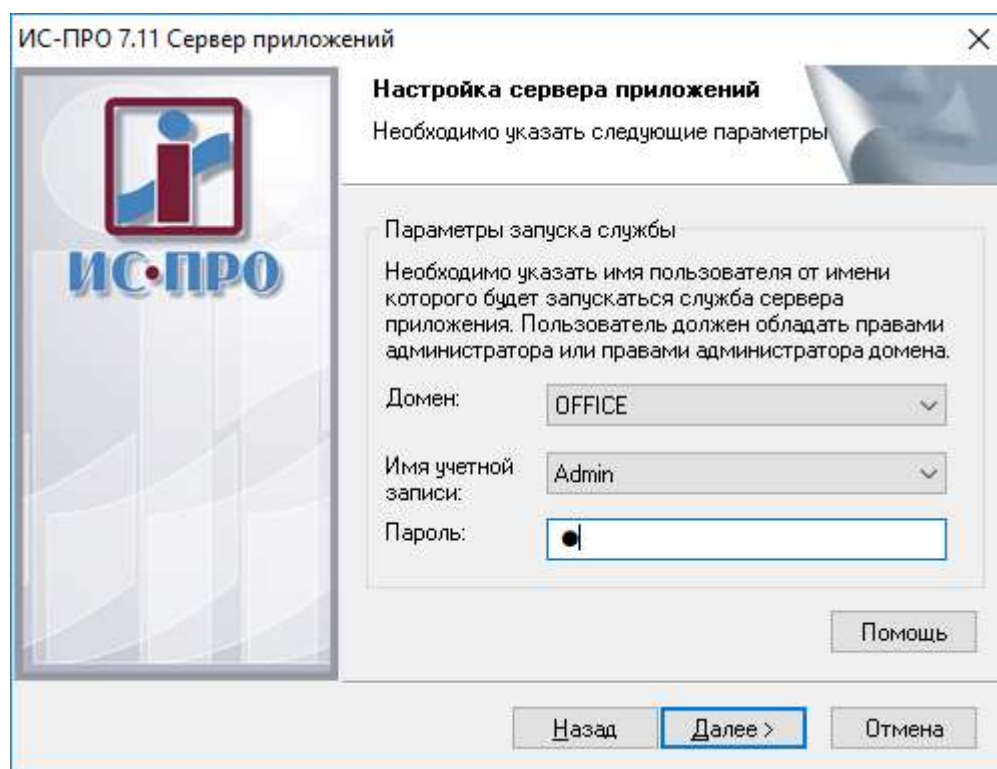 ИС-ПРО 7.11 Сервер приложений
Настройка сервера приложений
Необходимо указать следующие параметры
ИС•ПРО
Параметры запуска службы
Необходимо указать имя пользователя от имени
которого будет запускаться служба сервера
приложения. Пользователь должен обладать правами
администратора или правами администратора домена.
Домен:
OFFICE
Имя учетной
записи:
Admin
Пароль:
Помощь
Назад
Далее >
Отмена